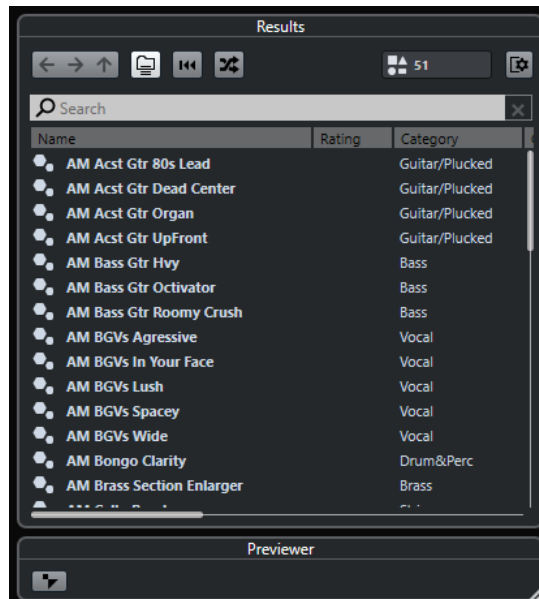 Results
51
Search
Name Rating Category
AM Acst Gtr 80s Lead Guitar/Plucked
AM Acst Gtr Dead Center Guitar/Plucked
AM Acst Gtr Organ Guitar/Plucked
AM Acst Gtr UpFront Guitar/Plucked
AM Bass Gtr Hvy Bass
AM Bass Gtr Octivator Bass
AM Bass Gtr Roomy Crush Bass
AM BGVs Agressive Vocal
AM BGVs In Your Face Vocal
AM BGVs Lush Vocal
AM BGVs Spacey Vocal
AM BGVs Wide Vocal
AM Bongo Clarity Drum&Perc
AM Brass Section Enlarger Brass
Previewer